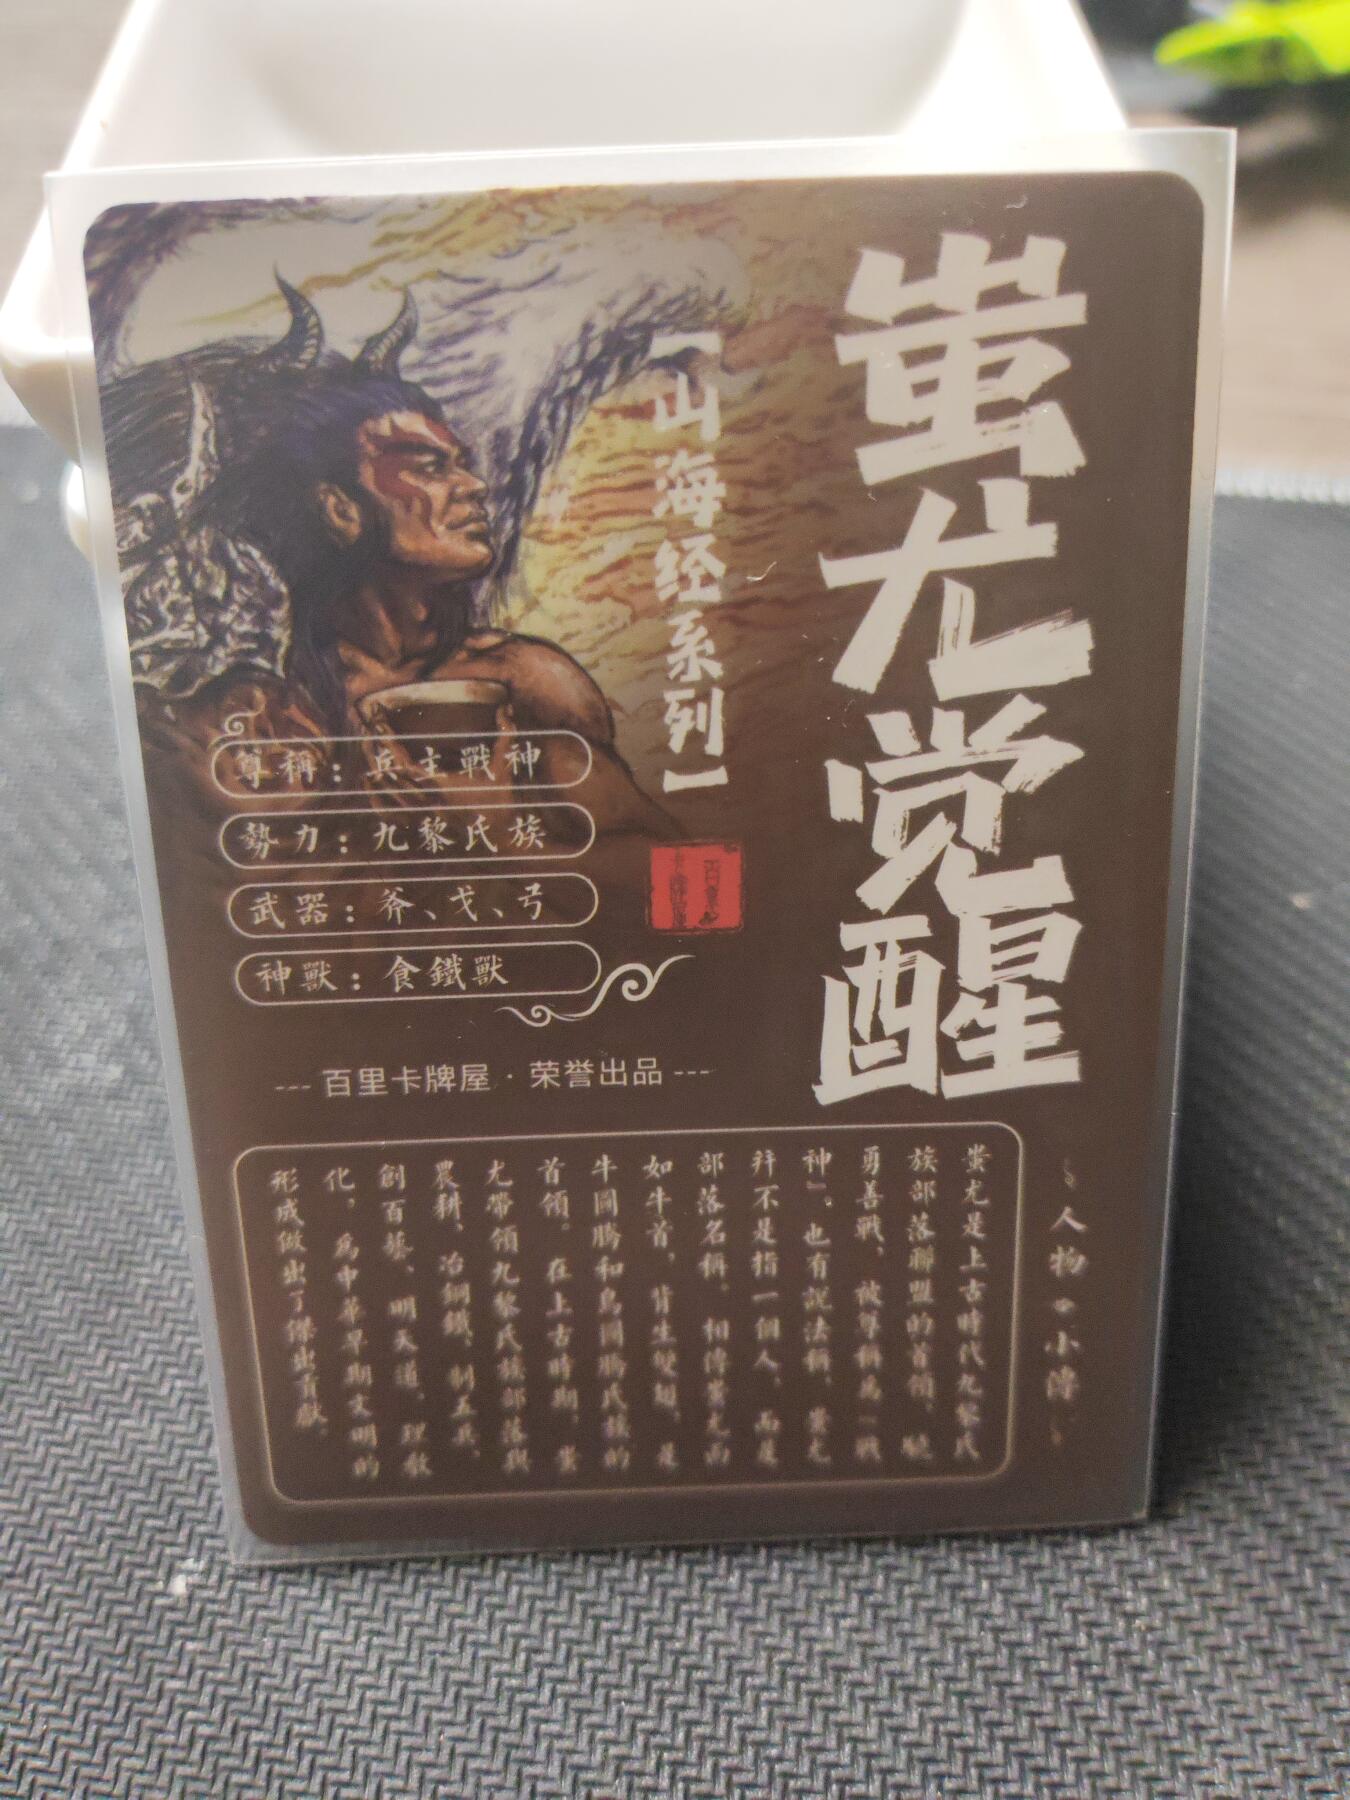 蚩尤觉醒
【山海经系列】
尊稱：兵主戰神
勢力：九黎氏族
武器：斧、戈、弓
神獸：食鐵獸
--- 百里卡牌屋 · 荣誉出品 ---
人物 小傳
蚩尤是上古時代九黎氏
族部落聯盟的首領，驍
勇善戰，被尊稱為「戰
神」。也有說法稱，蚩尤
并不是指一個人，而是
部落名稱。相傳蚩尤面
如牛首，背生雙翅，是
牛圖騰和鳥圖騰氏族的
首領。在上古時期，蚩
尤帶領九黎氏族部落興
農耕、冶銅鐵、制五兵、
創百藝、明天道、理教
化，為中華早期文明的
形成做出了傑出貢獻。